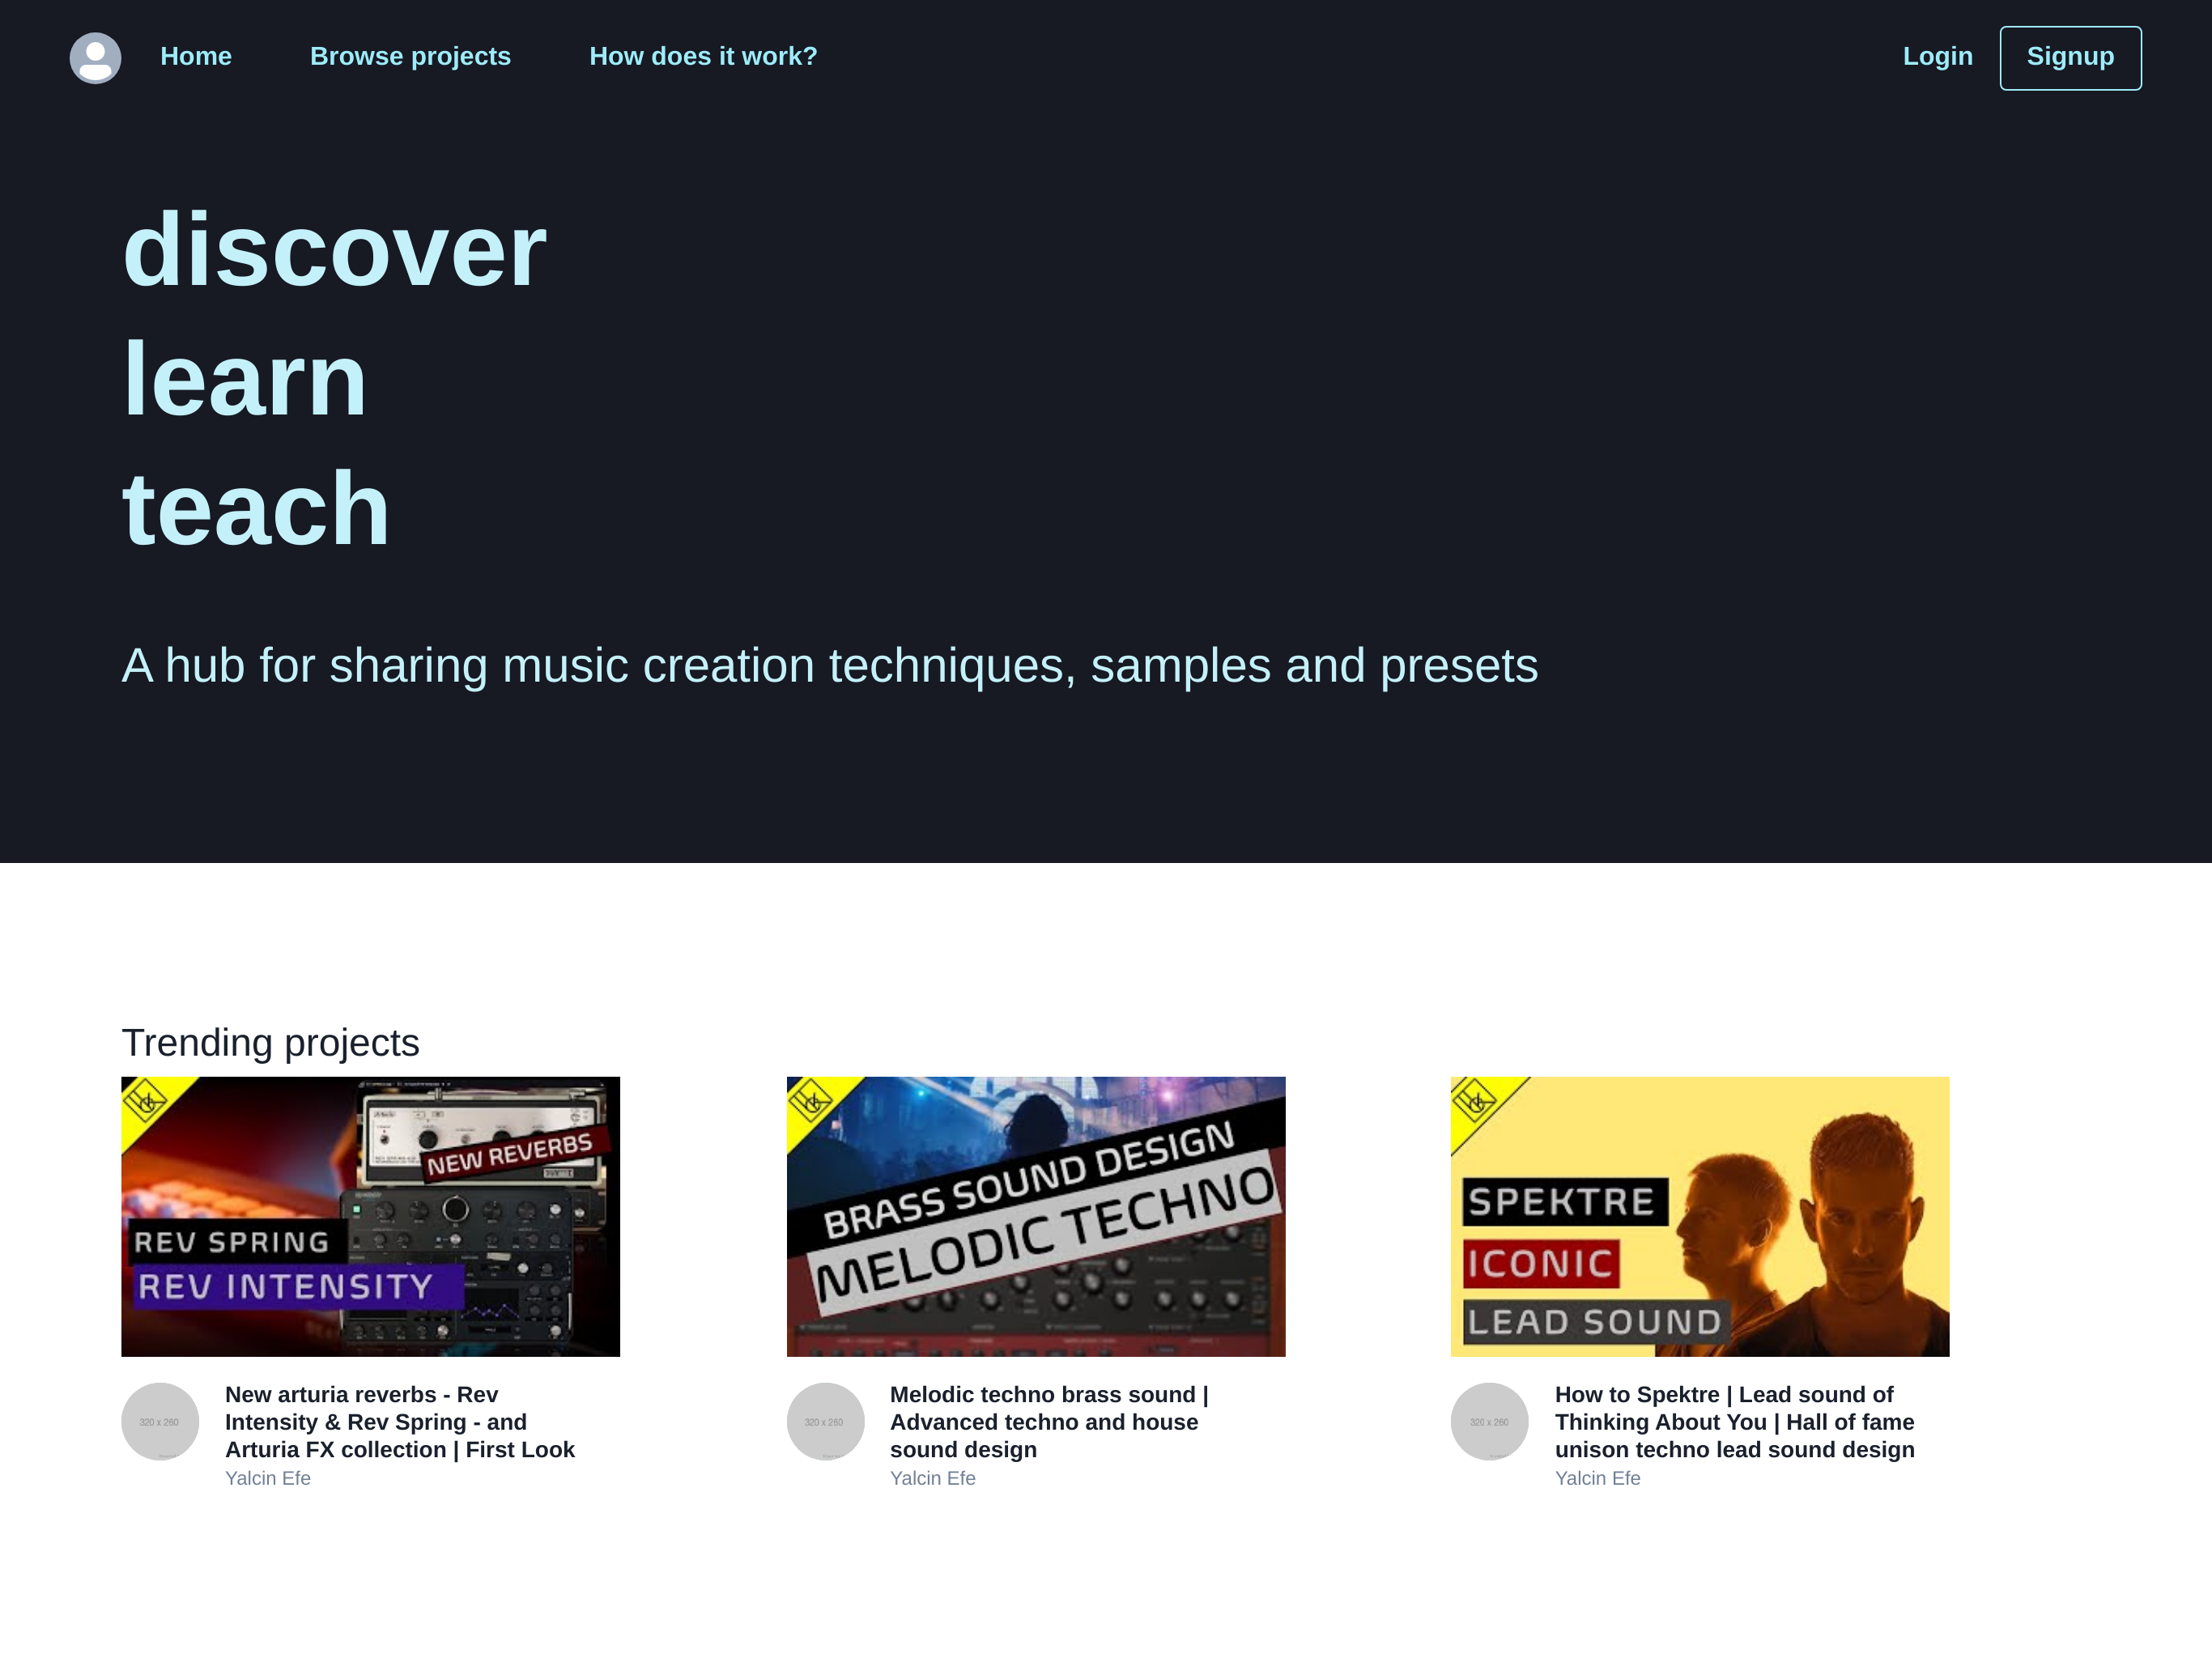 Home Browse projects How does it work? Login Signup
discover
learn
teach
A hub for sharing music creation techniques, samples and presets
Trending projects
NEW REVERBS
REV SPRING
REV INTENSITY
BRASS SOUND DESIGN
MELODIC TECHNO
SPEKTRE
ICONIC
LEAD SOUND
320 x 260
New arturia reverbs - Rev
Intensity & Rev Spring - and
Arturia FX collection | First Look
Yalcin Efe
320 x 260
Melodic techno brass sound |
Advanced techno and house
sound design
Yalcin Efe
320 x 260
How to Spektre | Lead sound of
Thinking About You | Hall of fame
unison techno lead sound design
Yalcin Efe